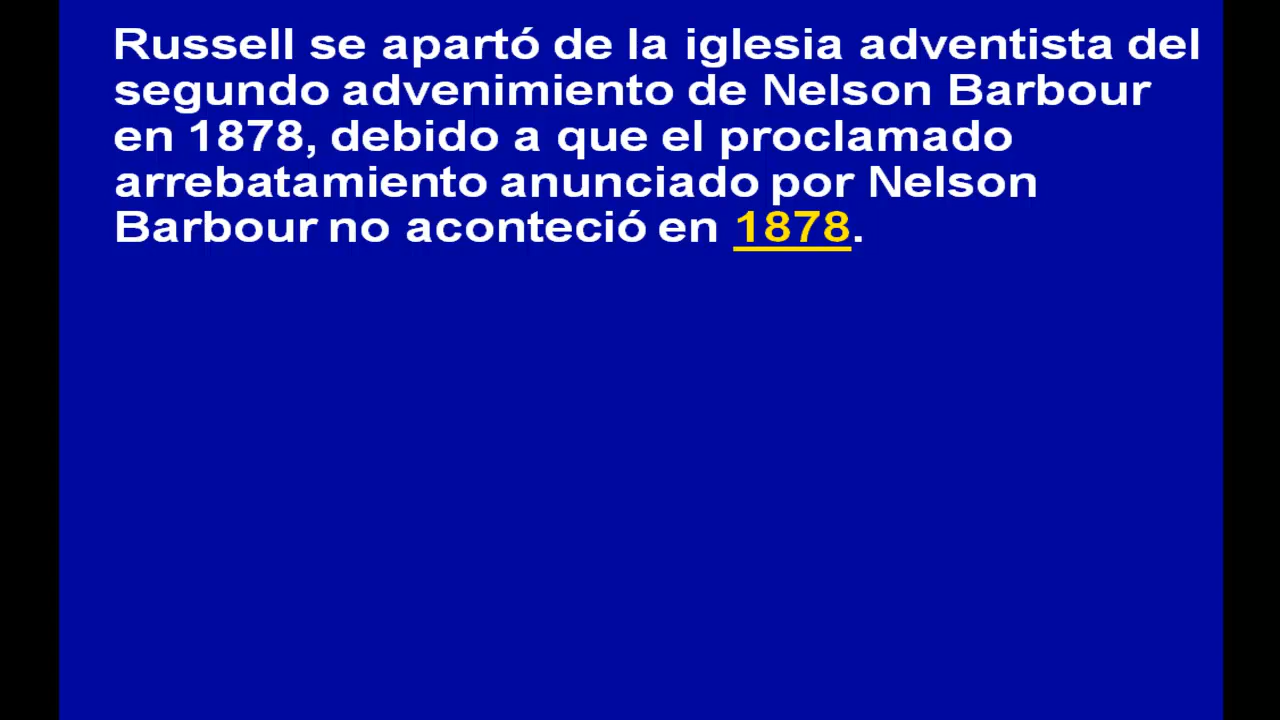 Russell se apartó de la iglesia adventista del
segundo advenimiento de Nelson Barbour
en 1878, debido a que el proclamado
arrebatamiento anunciado por Nelson
Barbour no aconteció en 1878.